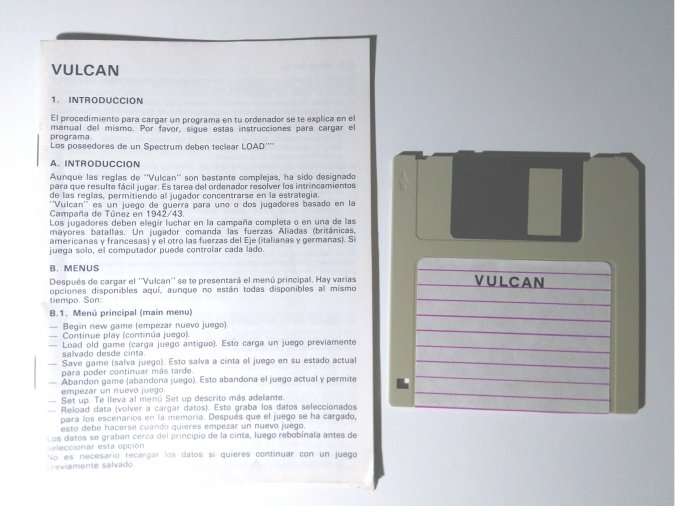 VULCAN
1. INTRODUCCION
El procedimiento para cargar un programa en tu ordenador se te explica en el
manual del mismo. Por favor, sigue estas instrucciones para cargar el
programa.
Los poseedores de un Spectrum deben teclear LOAD""
A. INTRODUCCION
Aunque las reglas de "Vulcan" son bastante complejas, ha sido designado
para que resulte fácil jugar. Es tarea del ordenador resolver los intrincamientos
de las reglas, permitiendo al jugador concentrarse en la estrategia.
"Vulcan" es un juego de guerra para uno o dos jugadores basado en la
Campaña de Túnez en 1942/43.
Los jugadores deben elegir luchar en la campaña completa o en una de las
mayores batallas. Un jugador comanda las fuerzas Aliadas (británicas,
americanas y francesas) y el otro las fuerzas del Eje (italianas y germanas). Si
juega solo, el computador puede controlar cada lado.
B. MENUS
Después de cargar el "Vulcan" se te presentará el menú principal. Hay varias
opciones disponibles aquí, aunque no están todas disponibles al mismo
tiempo. Son:
B.1. Menú principal (main menu)
— Begin new game (empezar nuevo juego).
— Continue play (continúa juego).
— Load old game (carga juego antiguo). Esto carga un juego previamente
salvado desde cinta.
— Save game (salva juego). Esto salva a cinta el juego en su estado actual
para poder continuar más tarde.
— Abandon game (abandona juego). Esto abandona el juego actual y permite
empezar un nuevo juego.
— Set up. Te lleva al menú Set up descrito más adelante.
— Reload data (volver a cargar datos). Esto graba los datos seleccionados
para los escenarios en la memoria. Después que el juego se ha cargado,
esto debe hacerse cuando quieres empezar un nuevo juego.
Los datos se graban cerca del principio de la cinta, luego rebobínala antes de
seleccionar esta opción.
No es necesario recargar los datos si quieres continuar con un juego
previamente salvado.
VULCAN